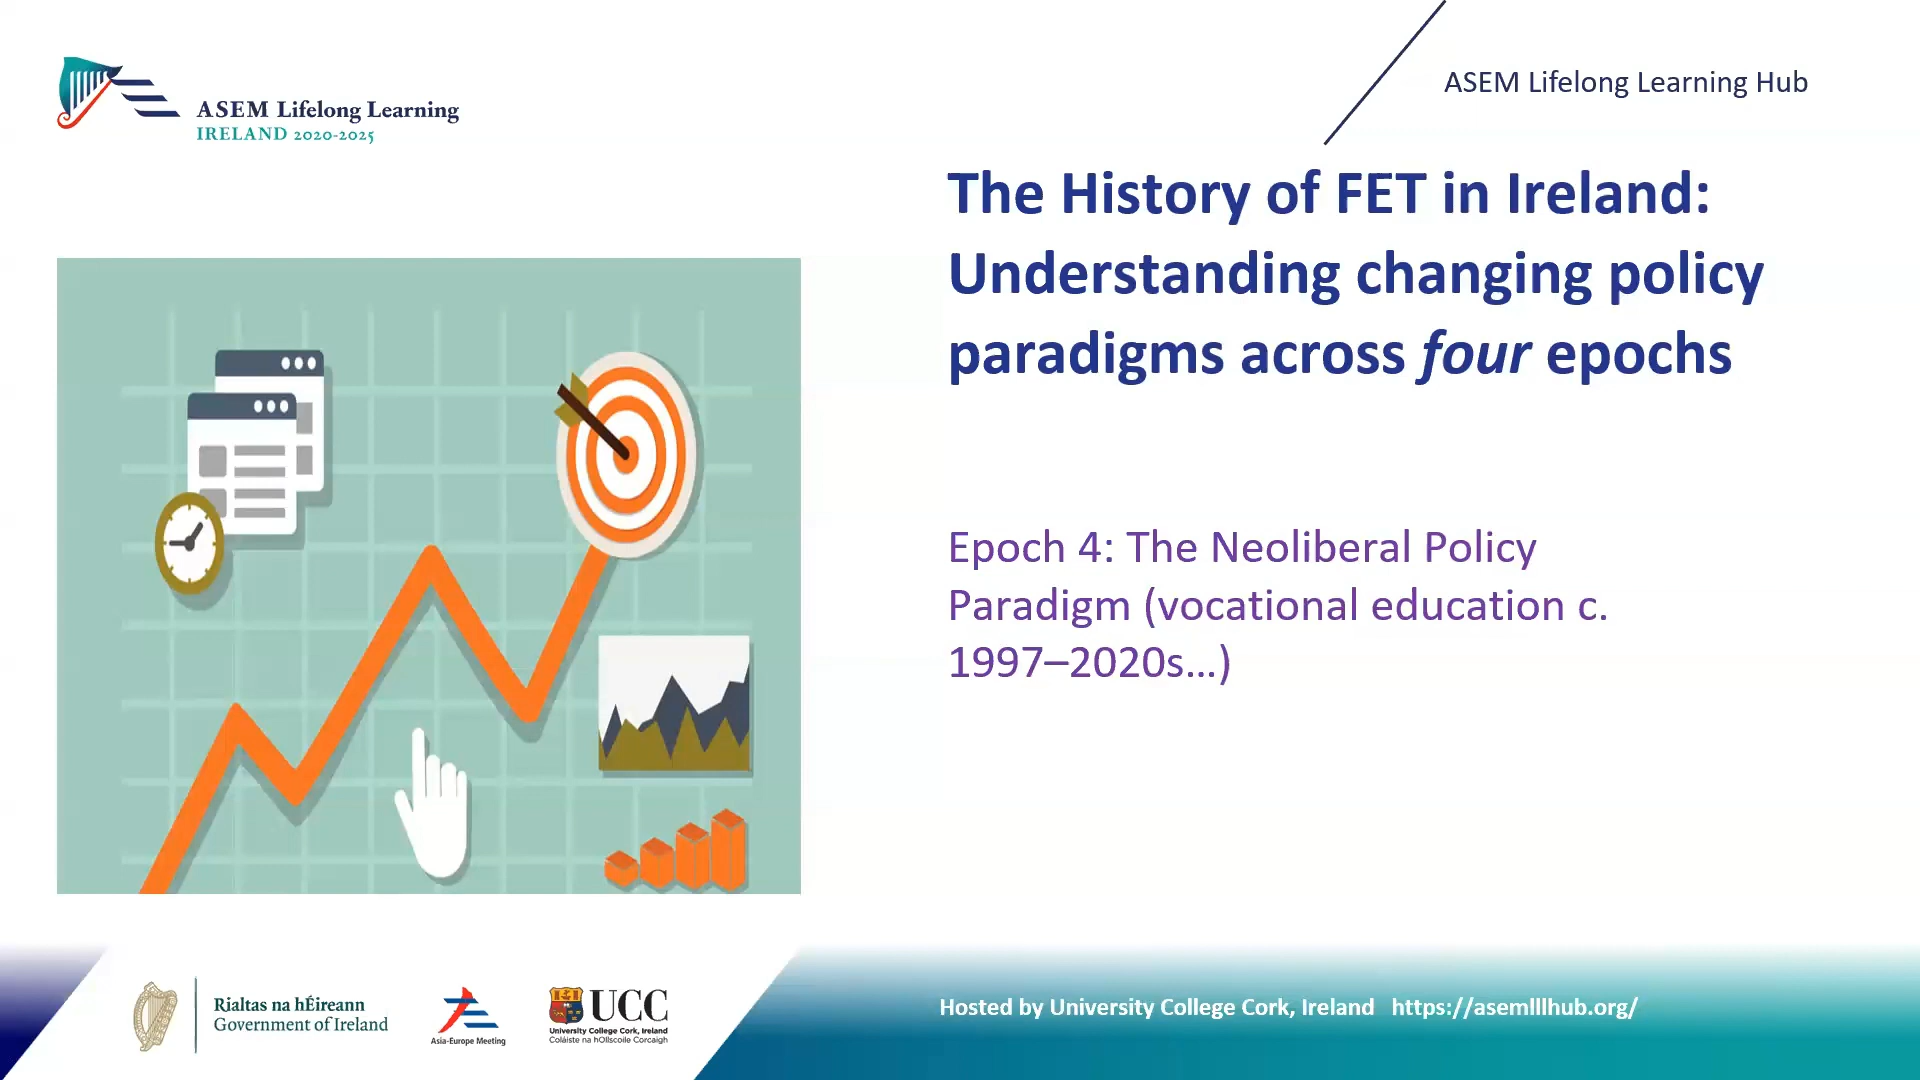 ASEM Lifelong Learning
IRELAND 2020-2025
ASEM Lifelong Learning Hub
The History of FET in Ireland:
Understanding changing policy
paradigms across four epochs
Epoch 4: The Neoliberal Policy
Paradigm (vocational education c.
1997–2020s...)
Rialtas na hÉireann
Government of Ireland
Asia-Europe Meeting
UCC
University College Cork, Ireland
Coláiste na hOllscoile Corcaigh
Hosted by University College Cork, Ireland https://asemlllhub.org/